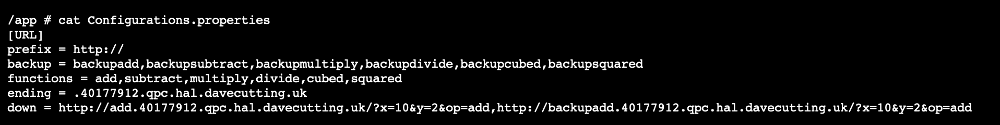 /app # cat Configurations.properties
[URL]
prefix = http://
backup = backupadd,backupsubtract,backupmultiply,backupdivide,backupcubed,backupsquared
functions = add,subtract,multiply,divide,cubed,squared
ending = .40177912.qpc.hal.davecutting.uk
down = http://add.40177912.qpc.hal.davecutting.uk/?x=10&y=2&op=add,http://backupadd.40177912.qpc.hal.davecutting.uk/?x=10&y=2&op=add